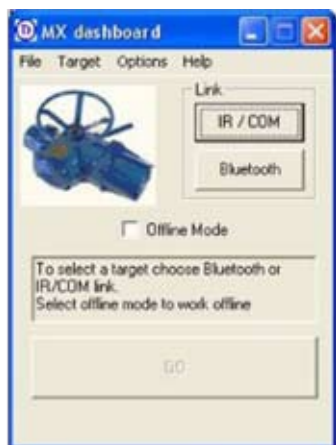 MX dashboard
File Target Options Help
Link
IR / COM
Bluetooth
Offline Mode
To select a target choose Bluetooth or
IR/COM link.
Select offline mode to work offline
GO